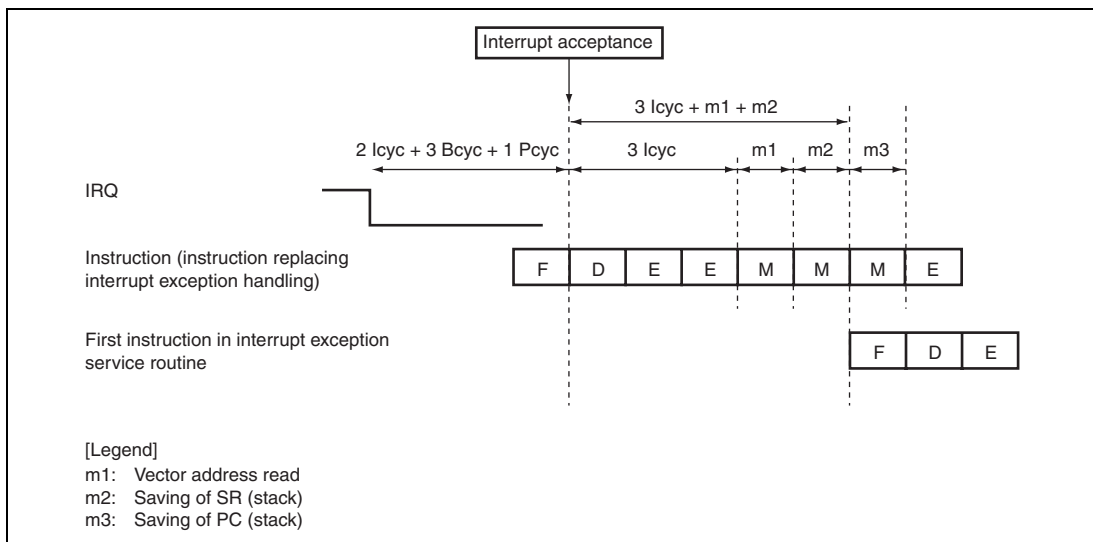 Interrupt acceptance
3 Icyc + m1 + m2
2 Icyc + 3 Bcyc + 1 Pcyc
3 Icyc
m1
m2
m3
IRQ
Instruction (instruction replacing
interrupt exception handling)
F D E E M M M E
First instruction in interrupt exception
service routine
F D E
[Legend]
m1: Vector address read
m2: Saving of SR (stack)
m3: Saving of PC (stack)